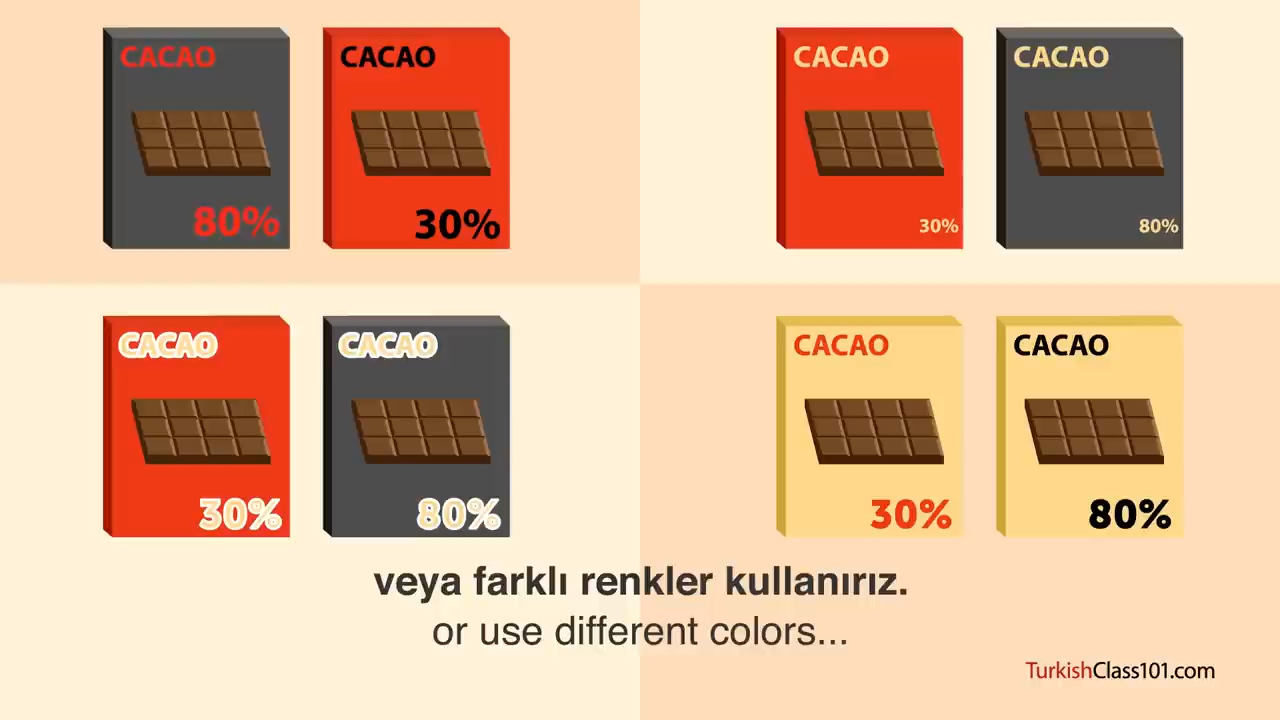 CACAO
80%
CACAO
30%
CACAO
30%
CACAO
80%
CACAO
30%
CACAO
80%
CACAO
30%
CACAO
80%
veya farklı renkler kullanırız.
or use different colors...
TurkishClass101.com